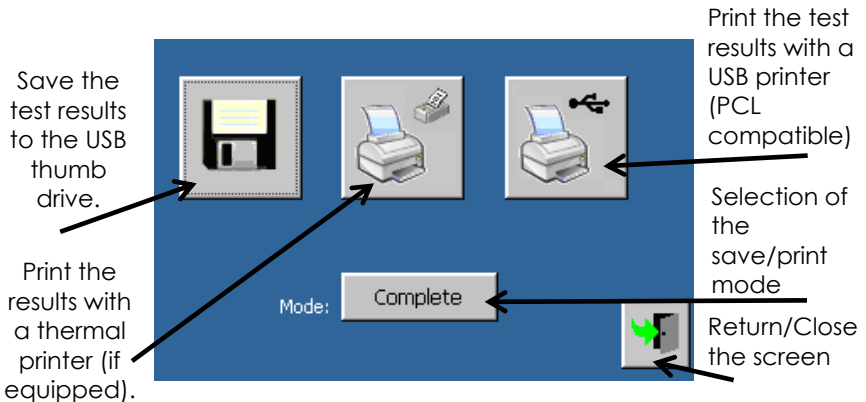 Save the
test results
to the USB
thumb
drive.
Print the
results with
a thermal
printer (if
equipped).
Mode:
Complete
Print the test
results with a
USB printer
(PCL
compatible)
Selection of
the
save/print
mode
Return/Close
the screen